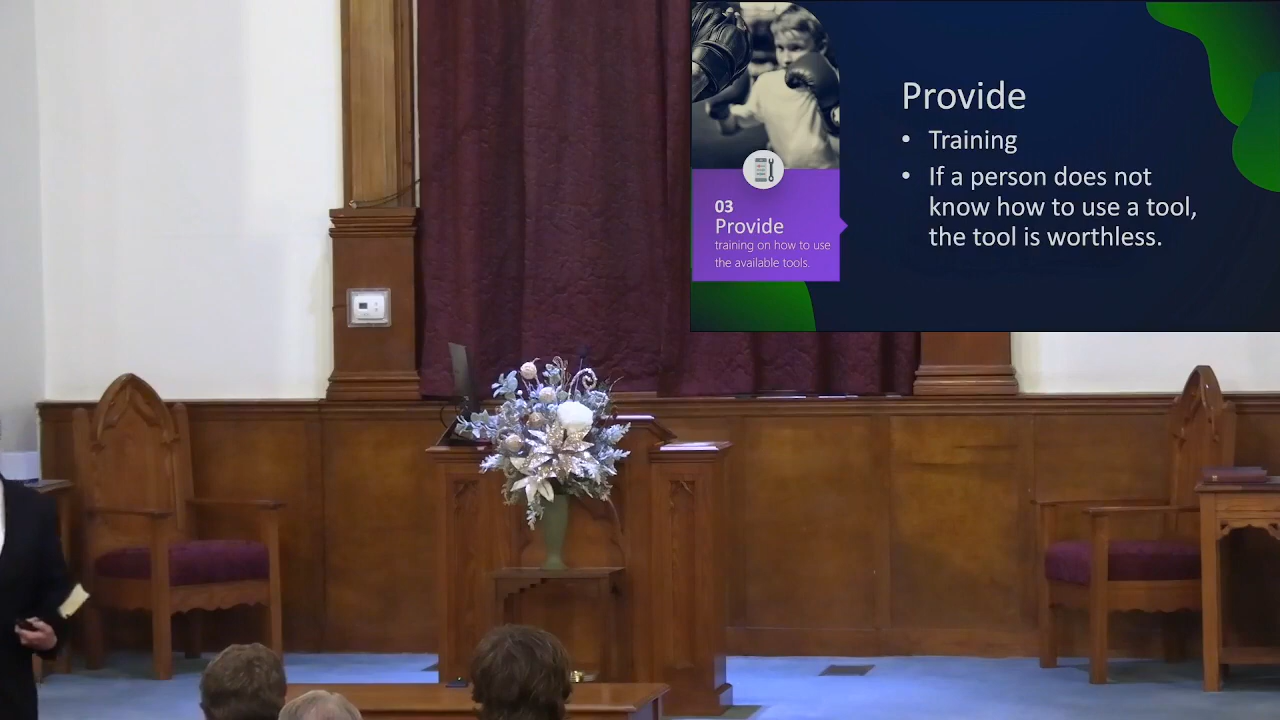 Provide
• Training
• If a person does not
know how to use a tool,
the tool is worthless.
03
Provide
training on how to use
the available tools.